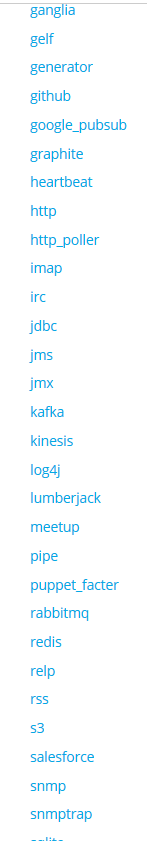 ganglia
gelf
generator
github
google_pubsub
graphite
heartbeat
http
http_poller
imap
irc
jdbc
jms
jmx
kafka
kinesis
log4j
lumberjack
meetup
pipe
puppet_facter
rabbitmq
redis
relp
rss
s3
salesforce
snmp
snmptrap